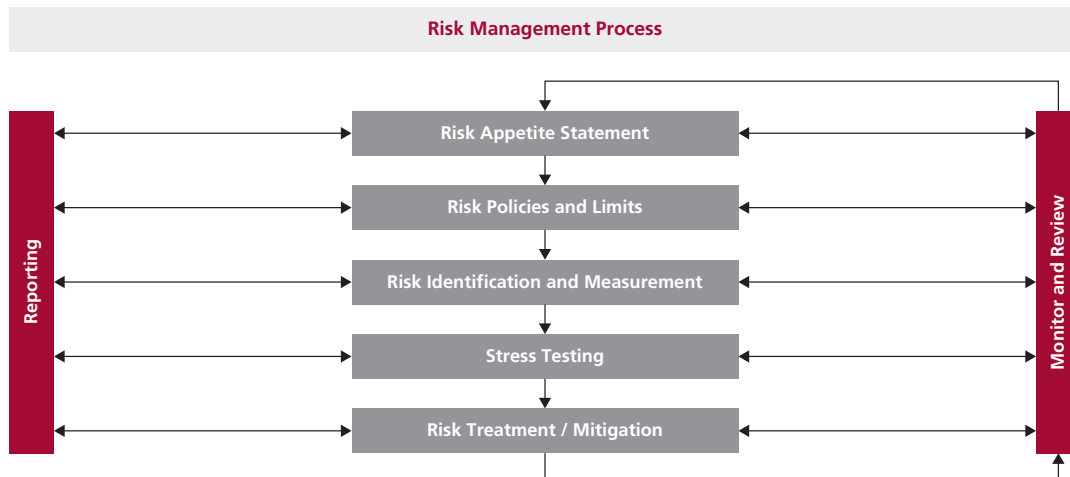 Risk Management Process
Risk Appetite Statement
Risk Policies and Limits
Reporting
Risk Identification and Measurement
Monitor and Review
Stress Testing
Risk Treatment / Mitigation